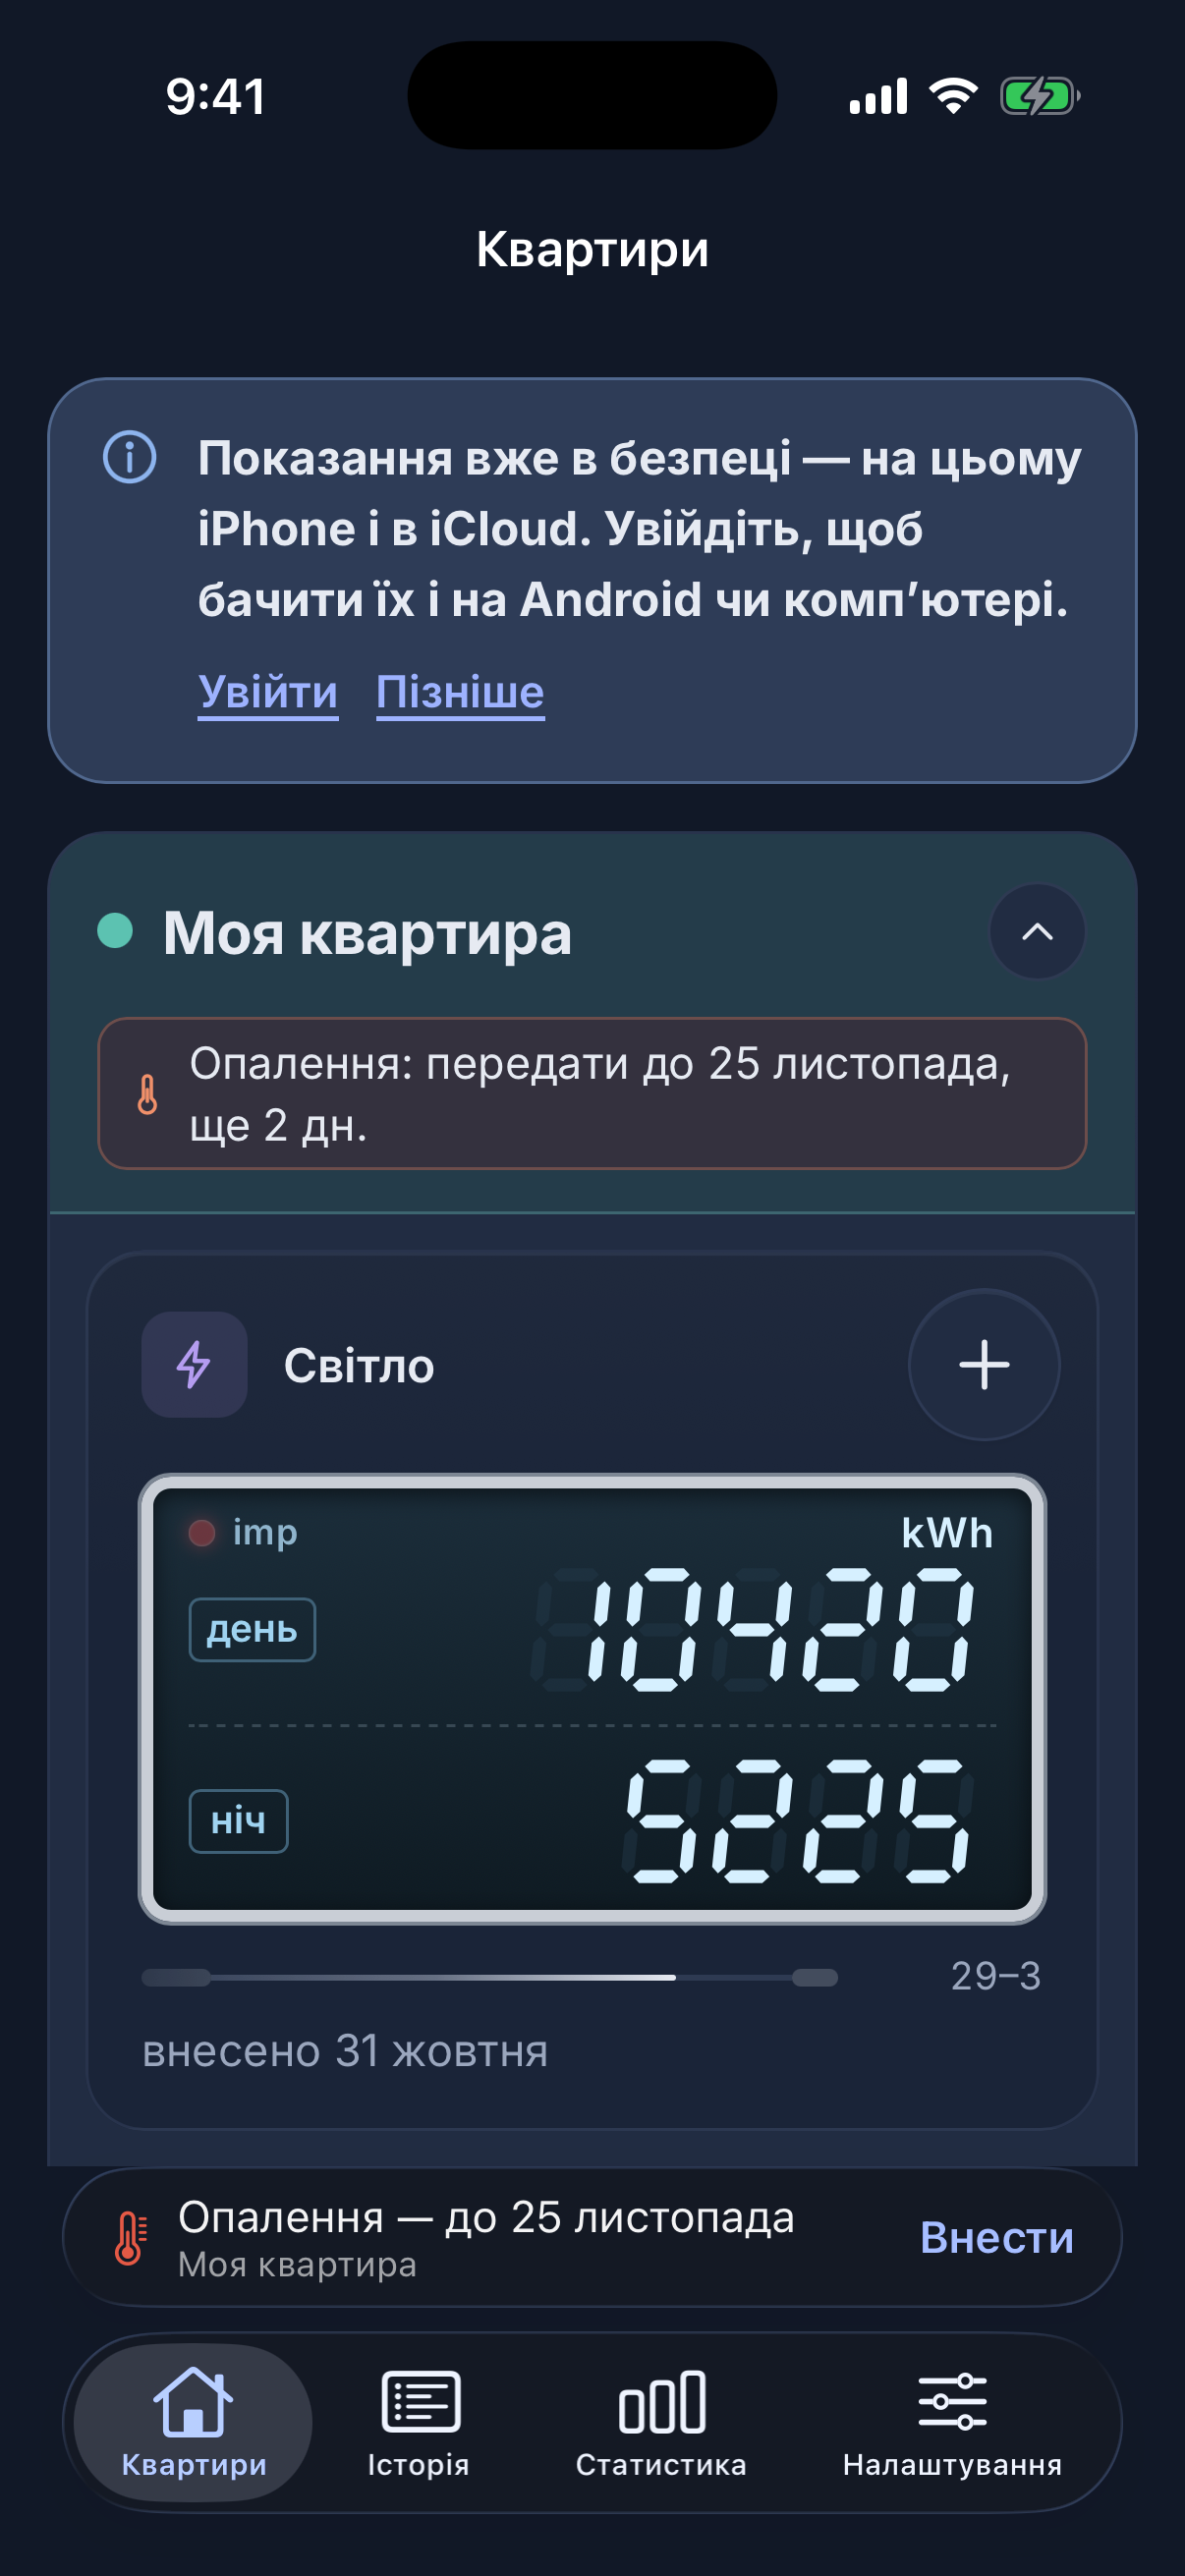 9:41
Квартири
Показання вже в безпеці — на цьому
iPhone і в iCloud. Увійдіть, щоб
бачити їх і на Android чи комп’ютері.
Увійти Пізніше
Моя квартира
Опалення: передати до 25 листопада,
ще 2 дн.
Світло
imp kWh
день 10420
ніч 5225
29–3
внесено 31 жовтня
Опалення — до 25 листопада
Моя квартира
Внести
Квартири Історія Статистика Налаштування